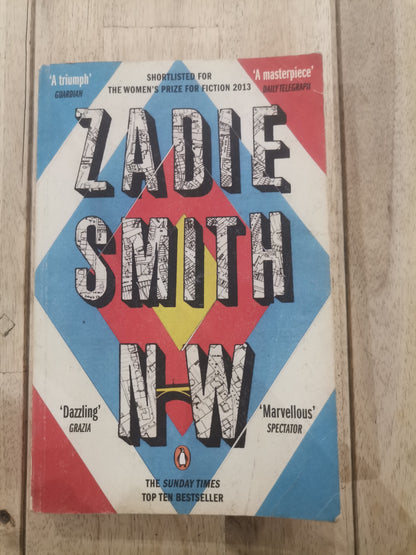 'A triumph'
GUARDIAN
SHORTLISTED FOR
THE WOMEN'S PRIZE FOR FICTION 2013
'A masterpiece'
DAILY TELEGRAPH
ZADIE
SMITH
NW
'Dazzling'
GRAZIA
'Marvellous'
SPECTATOR
THE SUNDAY TIMES
TOP TEN BESTSELLER